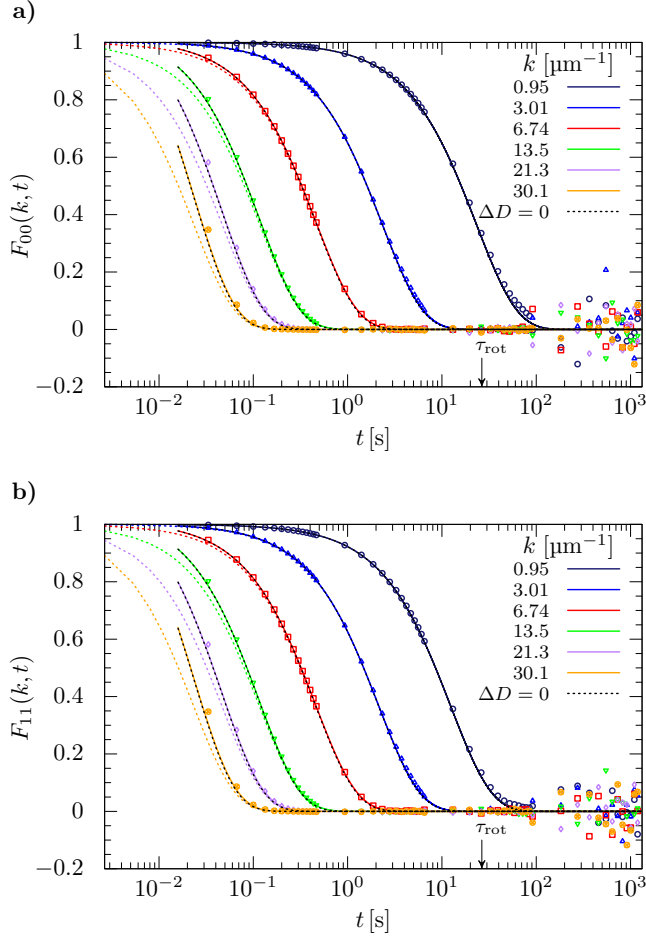 a)
1
0.8
0.6
0.4
0.2
0
−0.2
F₀₀(k, t)
k [µm⁻¹]
0.95
3.01
6.74
13.5
21.3
30.1
ΔD = 0
τrot
10⁻² 10⁻¹ 10⁰ 10¹ 10² 10³
t [s]
b)
1
0.8
0.6
0.4
0.2
0
−0.2
F₁₁(k, t)
k [µm⁻¹]
0.95
3.01
6.74
13.5
21.3
30.1
ΔD = 0
τrot
10⁻² 10⁻¹ 10⁰ 10¹ 10² 10³
t [s]